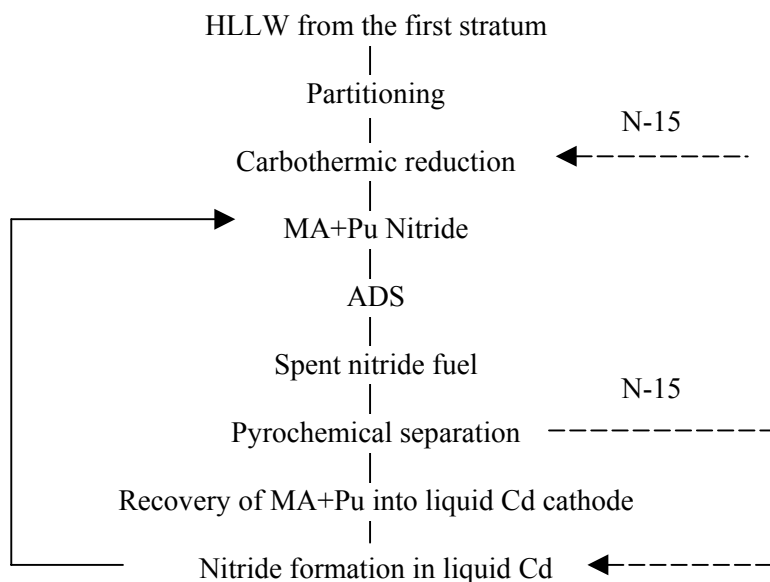 HLLW from the first stratum
Partitioning
N-15
Carbothermic reduction
MA+Pu Nitride
ADS
Spent nitride fuel
N-15
Pyrochemical separation
Recovery of MA+Pu into liquid Cd cathode
Nitride formation in liquid Cd